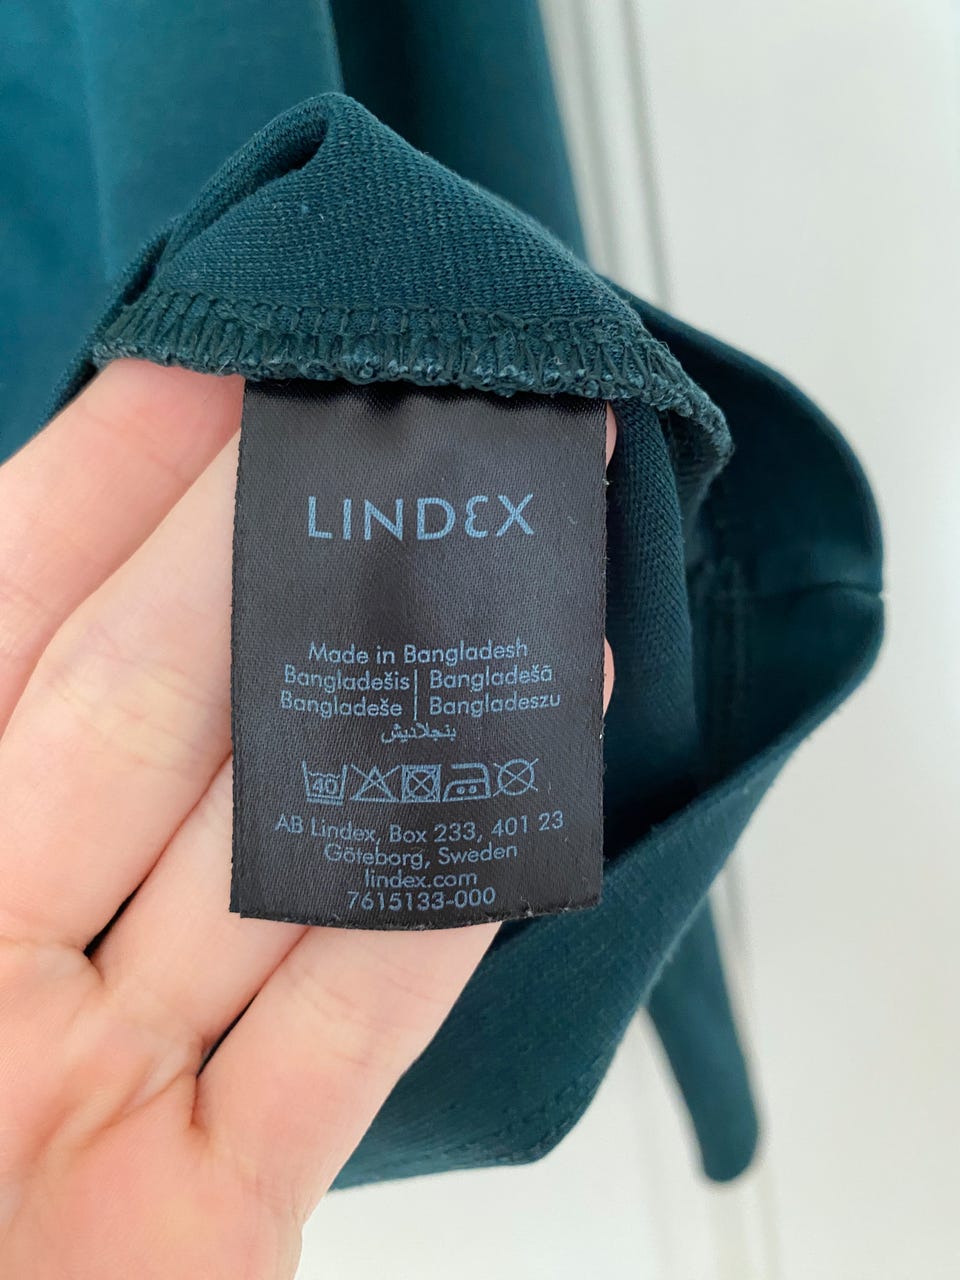 LINDEX
Made in Bangladesh
Bangladešis | Bangladešā
Bangladeše | Bangladeszu
بنجلاديش
40
AB Lindex, Box 233, 401 23
Göteborg, Sweden
lindex.com
7615133-000